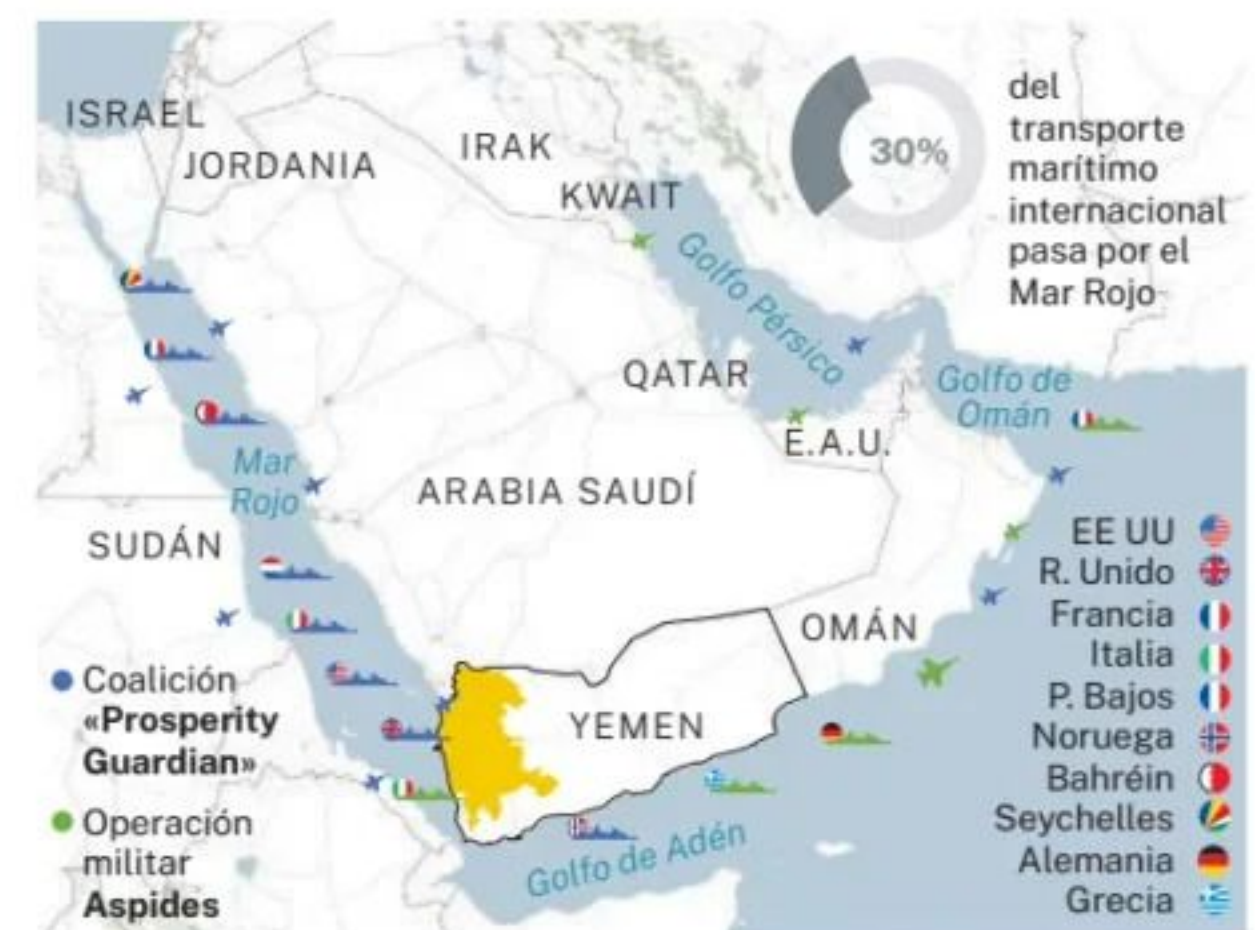 ISRAEL
JORDANIA
IRAK
KWAIT
30%
del
transporte
marítimo
internacional
pasa por el
Mar Rojo
Golfo Pérsico
QATAR
Golfo de
Omán
E.A.U.
Mar
Rojo
ARABIA SAUDÍ
SUDÁN
OMÁN
YEMEN
Golfo de Adén
Coalición
«Prosperity
Guardian»
Operación
militar
Aspides
EE UU
R. Unido
Francia
Italia
P. Bajos
Noruega
Bahréin
Seychelles
Alemania
Grecia